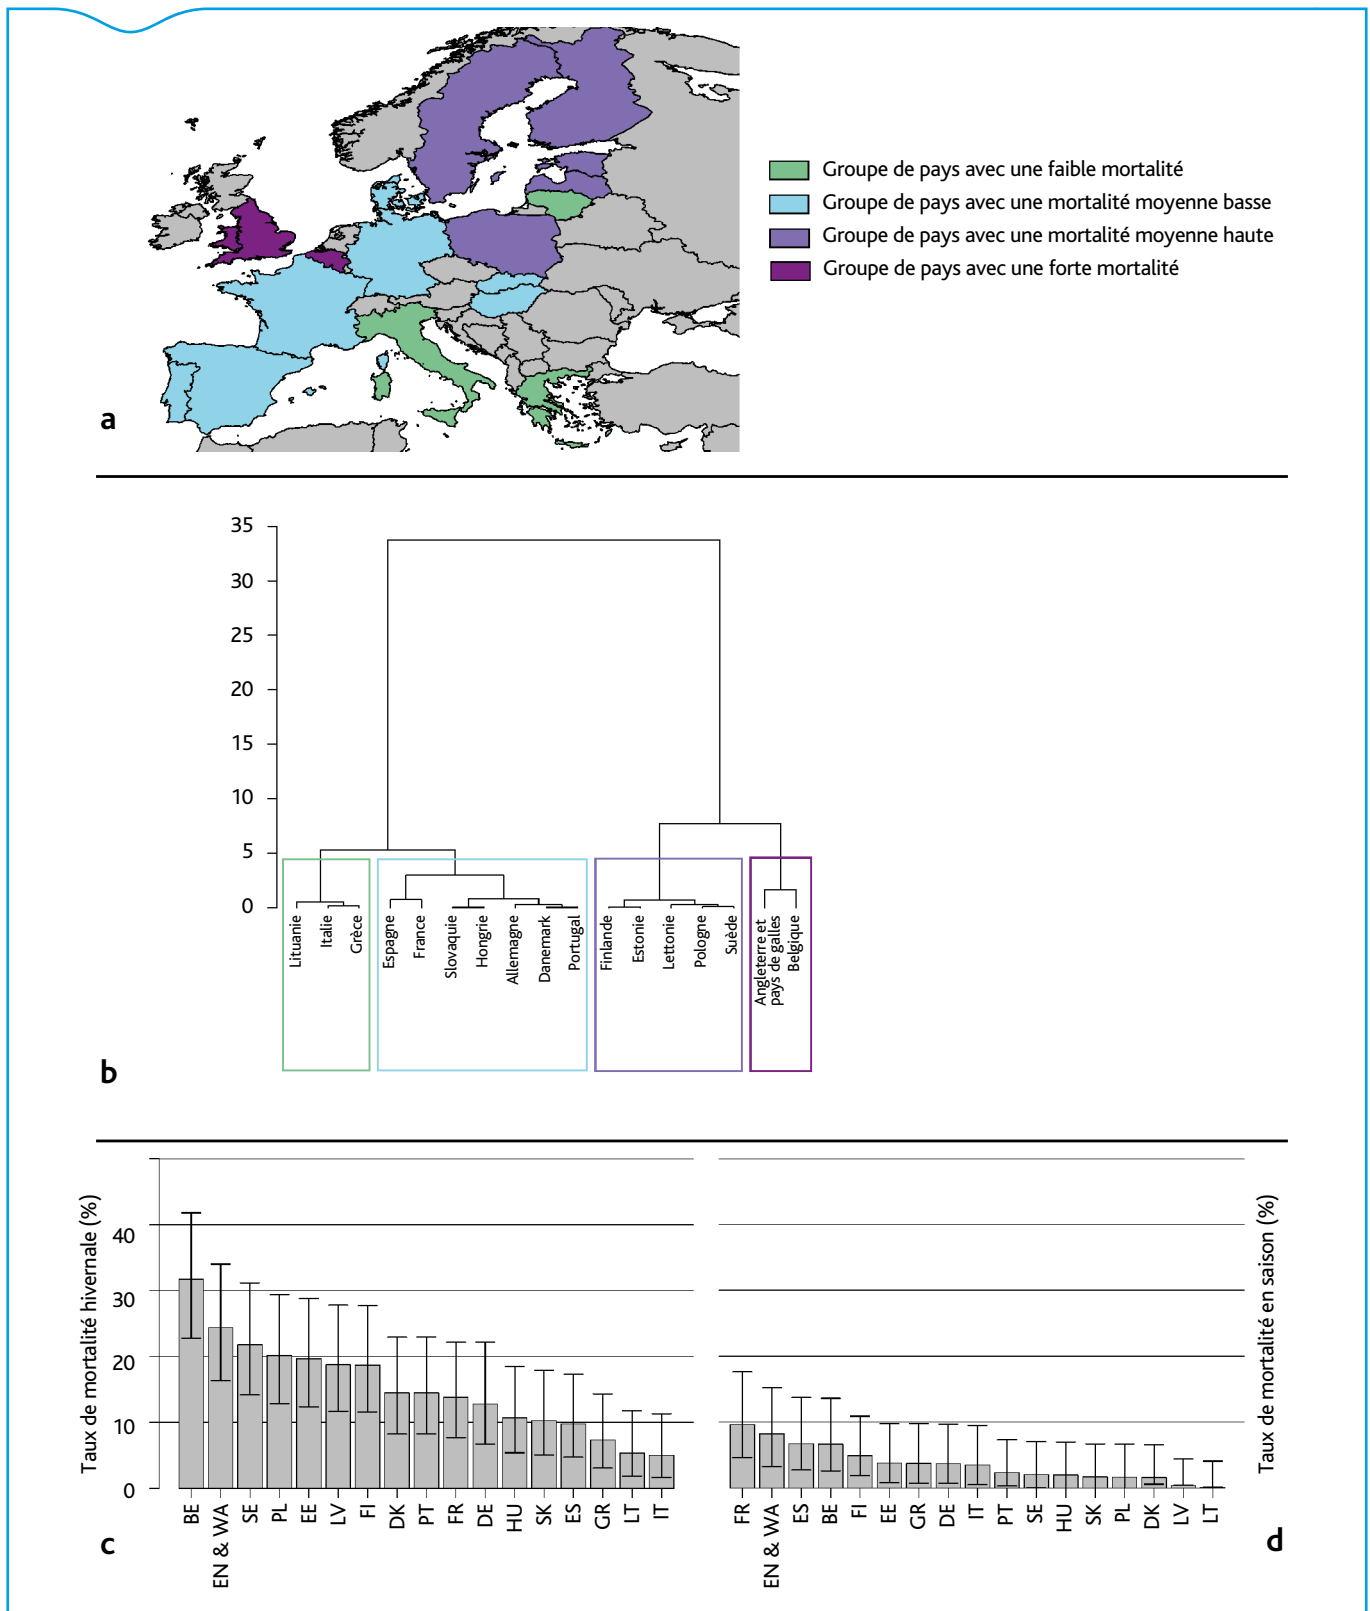 Groupe de pays avec une faible mortalité
Groupe de pays avec une mortalité moyenne basse
Groupe de pays avec une mortalité moyenne haute
Groupe de pays avec une forte mortalité
a
35
30
25
20
15
10
5
0
Lituanie
Italie
Grèce
Espagne
France
Slovaquie
Hongrie
Allemagne
Danemark
Portugal
Finlande
Estonie
Lettonie
Pologne
Suède
Angleterre et
pays de galles
Belgique
b
Taux de mortalité hivernale (%)
40
30
20
10
0
BE
EN & WA
SE
PL
EE
LV
FI
DK
PT
FR
DE
HU
SK
ES
GR
LT
IT
c
Taux de mortalité en saison (%)
FR
EN & WA
ES
BE
FI
EE
GR
DE
IT
PT
SE
HU
SK
PL
DK
LV
LT
d